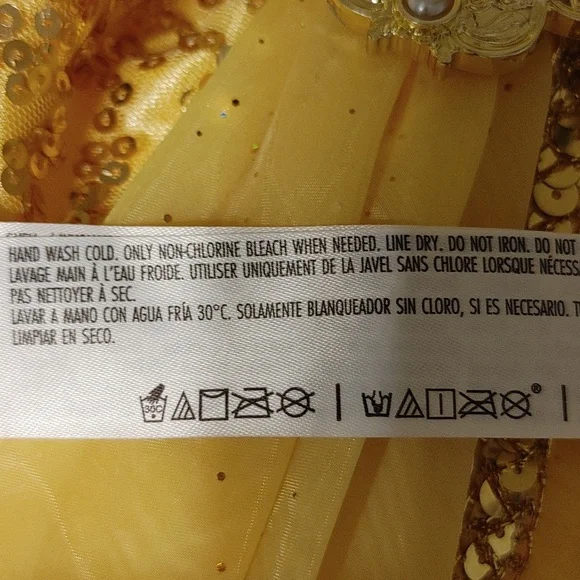 HAND WASH COLD. ONLY NON-CHLORINE BLEACH WHEN NEEDED. LINE DRY. DO NOT IRON. DO NOT
LAVAGE MAIN À L'EAU FROIDE. UTILISER UNIQUEMENT DE LA JAVEL SANS CHLORE LORSQUE NÉCESS
PAS NETTOYER À SEC.
LAVAR A MANO CON AGUA FRÍA 30°C. SOLAMENTE BLANQUEADOR SIN CLORO, SI ES NECESARIO.
LIMPIAR EN SECO.
30C ®